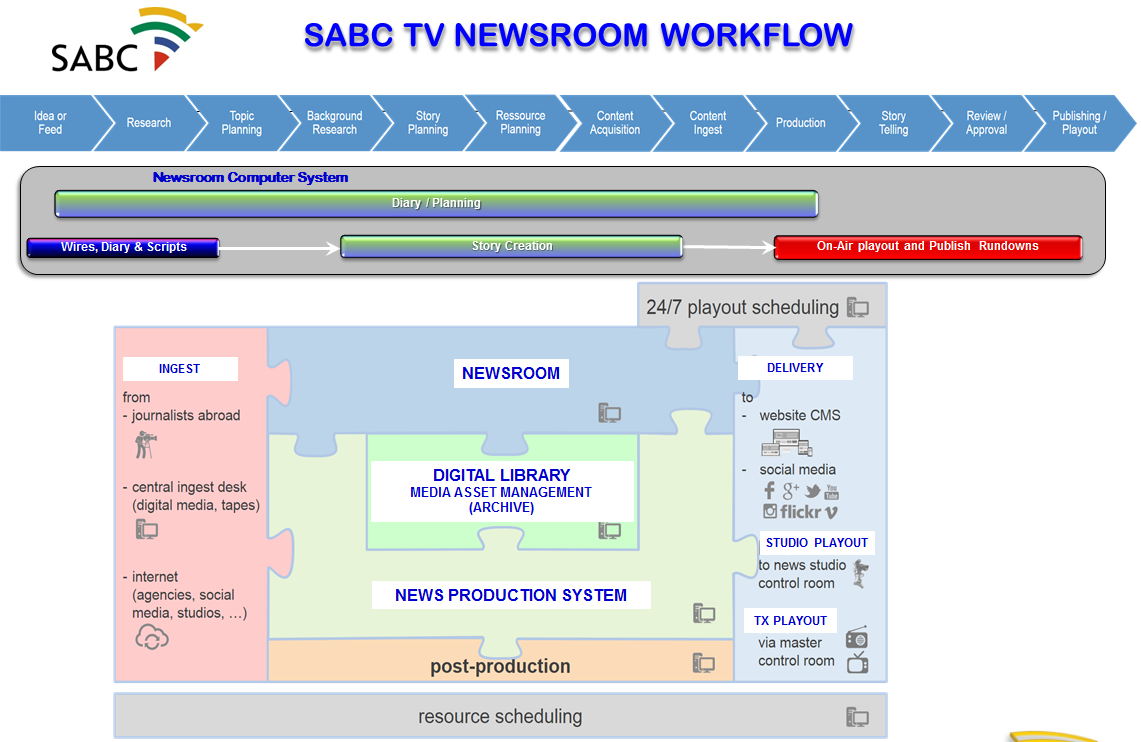 SABC
SABC TV NEWSROOM WORKFLOW
Idea or
Feed
Research
Topic
Planning
Background
Research
Story
Planning
Ressource
Planning
Content
Acquisition
Content
Ingest
Production
Story
Telling
Review /
Approval
Publishing /
Playout
Newsroom Computer System
Diary / Planning
Wires, Diary & Scripts
Story Creation
On-Air playout and Publish Rundowns
24/7 playout scheduling
INGEST
from
- journalists abroad
- central ingest desk
(digital media, tapes)
- internet
(agencies, social
media, studios, …)
NEWSROOM
DIGITAL LIBRARY
MEDIA ASSET MANAGEMENT
(ARCHIVE)
NEWS PRODUCTION SYSTEM
post-production
DELIVERY
to
- website CMS
- social media
f g+ You
Tube
flickr v
STUDIO PLAYOUT
to news studio
control room
TX PLAYOUT
via master
control room
resource scheduling